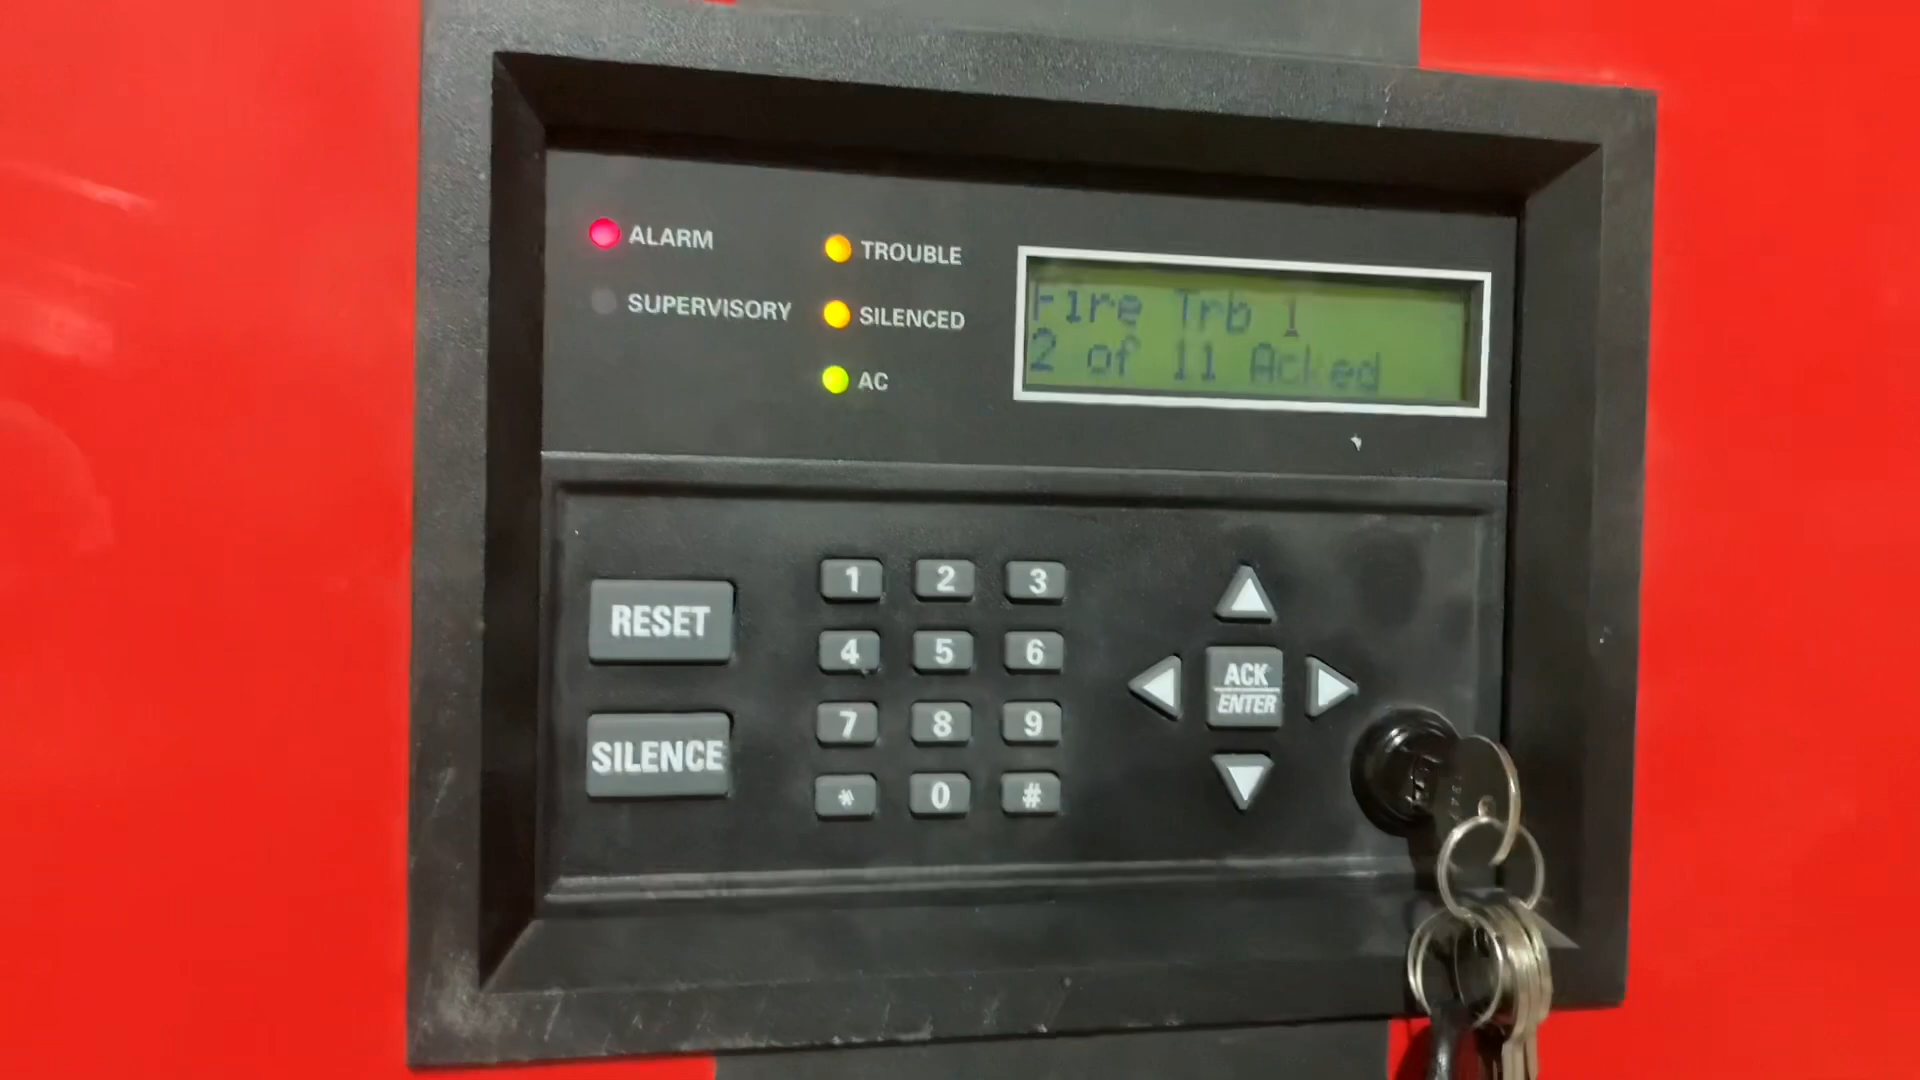 ALARM
TROUBLE
SUPERVISORY
SILENCED
AC
Fire Trb 1
2 of 11 Acked
RESET
SILENCE
1 2 3
4 5 6
7 8 9
* 0 #
ACK
ENTER